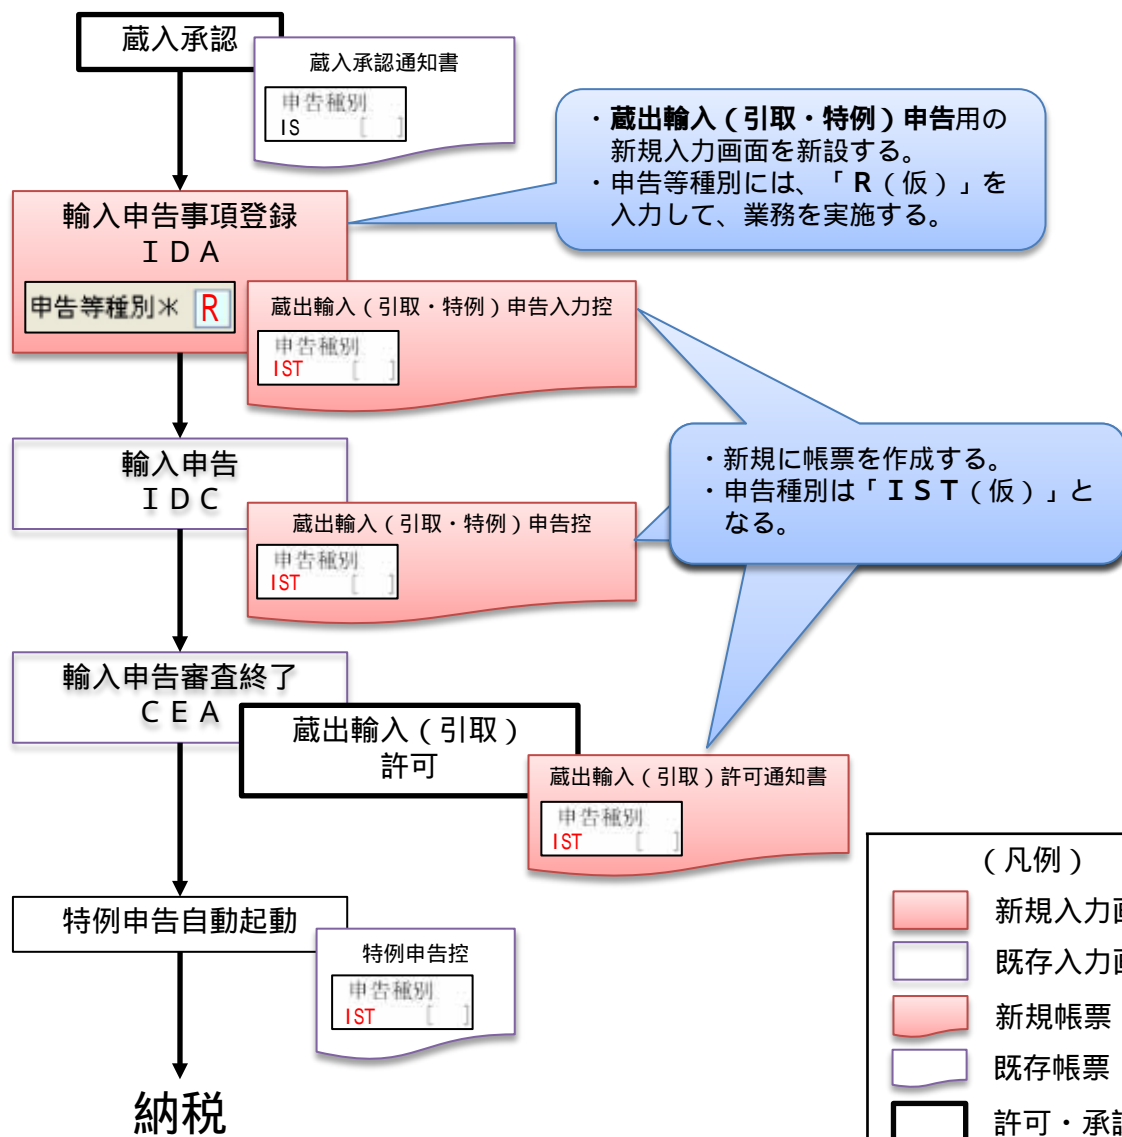 蔵入承認
蔵入承認通知書
申告種別
IS [ ]
・蔵出輸入（引取・特例）申告用の
新規入力画面を新設する。
・申告等種別には、「R（仮）」を
入力して、業務を実施する。
輸入申告事項登録
ＩＤＡ
申告等種別＊ R
蔵出輸入（引取・特例）申告入力控
申告種別
IST [ ]
輸入申告
ＩＤＣ
・新規に帳票を作成する。
・申告種別は「ＩＳＴ（仮）」と
なる。
蔵出輸入（引取・特例）申告控
申告種別
IST [ ]
輸入申告審査終了
ＣＥＡ
蔵出輸入（引取）
許可
蔵出輸入（引取）許可通知書
申告種別
IST [ ]
特例申告自動起動
特例申告控
申告種別
IST [ ]
納税
（凡例）
新規入力画
既存入力画
新規帳票
既存帳票
許可・承認